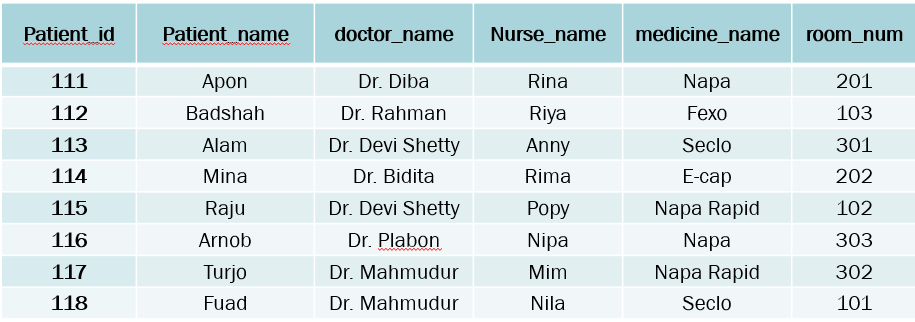 Patient_id Patient_name doctor_name Nurse_name medicine_name room_num
111 Apon Dr. Diba Rina Napa 201
112 Badshah Dr. Rahman Riya Fexo 103
113 Alam Dr. Devi Shetty Anny Seclo 301
114 Mina Dr. Bidita Rima E-cap 202
115 Raju Dr. Devi Shetty Popy Napa Rapid 102
116 Arnob Dr. Plabon Nipa Napa 303
117 Turjo Dr. Mahmudur Mim Napa Rapid 302
118 Fuad Dr. Mahmudur Nila Seclo 101